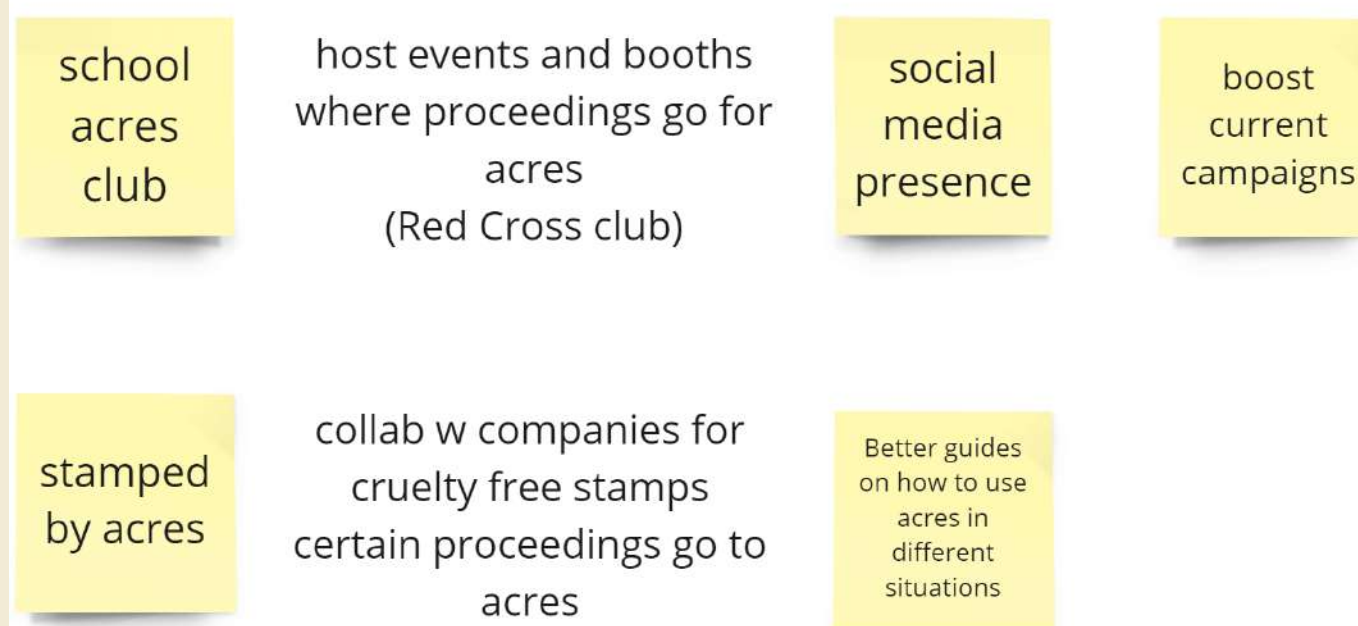 school
acres
club
host events and booths
where proceedings go for
acres
(Red Cross club)
social
media
presence
boost
current
campaigns
stamped
by acres
collab w companies for
cruelty free stamps
certain proceedings go to
acres
Better guides
on how to use
acres in
different
situations